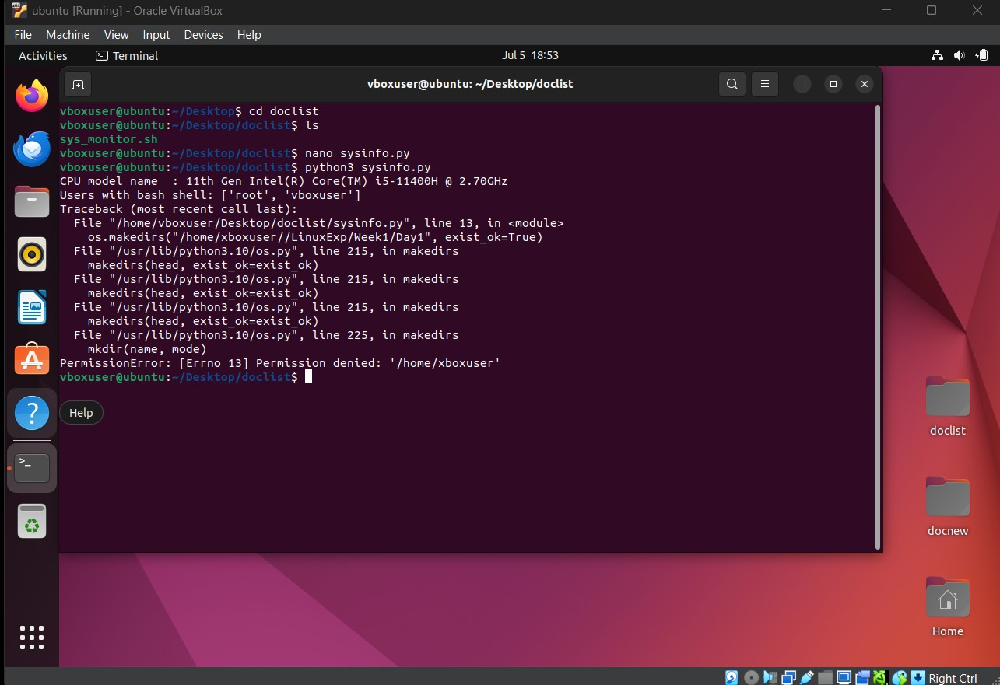 ubuntu [Running] - Oracle VirtualBox
File Machine View Input Devices Help
Activities Terminal Jul 5 18:53
vboxuser@ubuntu: ~/Desktop/doclist
vboxuser@ubuntu:~/Desktop$ cd doclist
vboxuser@ubuntu:~/Desktop/doclist$ ls
sys_monitor.sh
vboxuser@ubuntu:~/Desktop/doclist$ nano sysinfo.py
vboxuser@ubuntu:~/Desktop/doclist$ python3 sysinfo.py
CPU model name  : 11th Gen Intel(R) Core(TM) i5-11400H @ 2.70GHz
Users with bash shell: ['root', 'vboxuser']
Traceback (most recent call last):
  File "/home/vboxuser/Desktop/doclist/sysinfo.py", line 13, in <module>
    os.makedirs("/home/xboxuser//LinuxExp/Week1/Day1", exist_ok=True)
  File "/usr/lib/python3.10/os.py", line 215, in makedirs
    makedirs(head, exist_ok=exist_ok)
  File "/usr/lib/python3.10/os.py", line 215, in makedirs
    makedirs(head, exist_ok=exist_ok)
  File "/usr/lib/python3.10/os.py", line 215, in makedirs
    makedirs(head, exist_ok=exist_ok)
  File "/usr/lib/python3.10/os.py", line 225, in makedirs
    mkdir(name, mode)
PermissionError: [Errno 13] Permission denied: '/home/xboxuser'
vboxuser@ubuntu:~/Desktop/doclist$
Help
doclist
docnew
Home
Right Ctrl